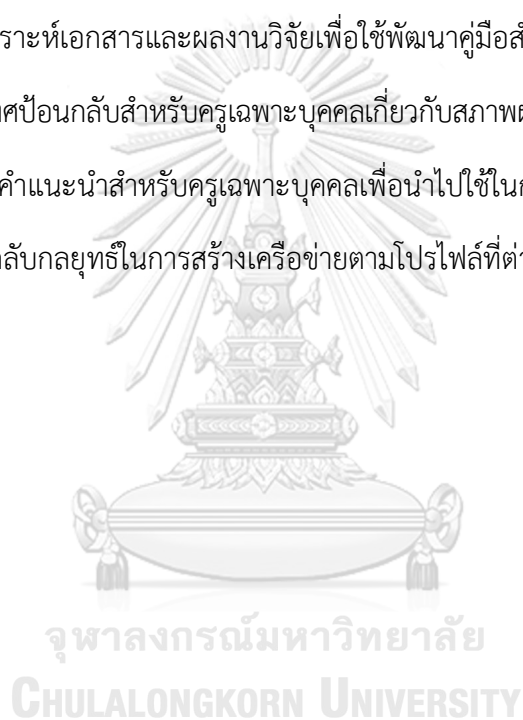 ราะห์เอกสารและผลงานวิจัยเพื่อใช้พัฒนาคู่มือสำ
ทศป้อนกลับสำหรับครูเฉพาะบุคคลเกี่ยวกับสภาพ
คำแนะนำสำหรับครูเฉพาะบุคคลเพื่อนำไปใช้ใน
ลับกลยุทธ์ในการสร้างเครือข่ายตามโปรไฟล์ที่ต่า
จุฬาลงกรณ์มหาวิทยาลัย
CHULALONGKORN UNIVERSITY